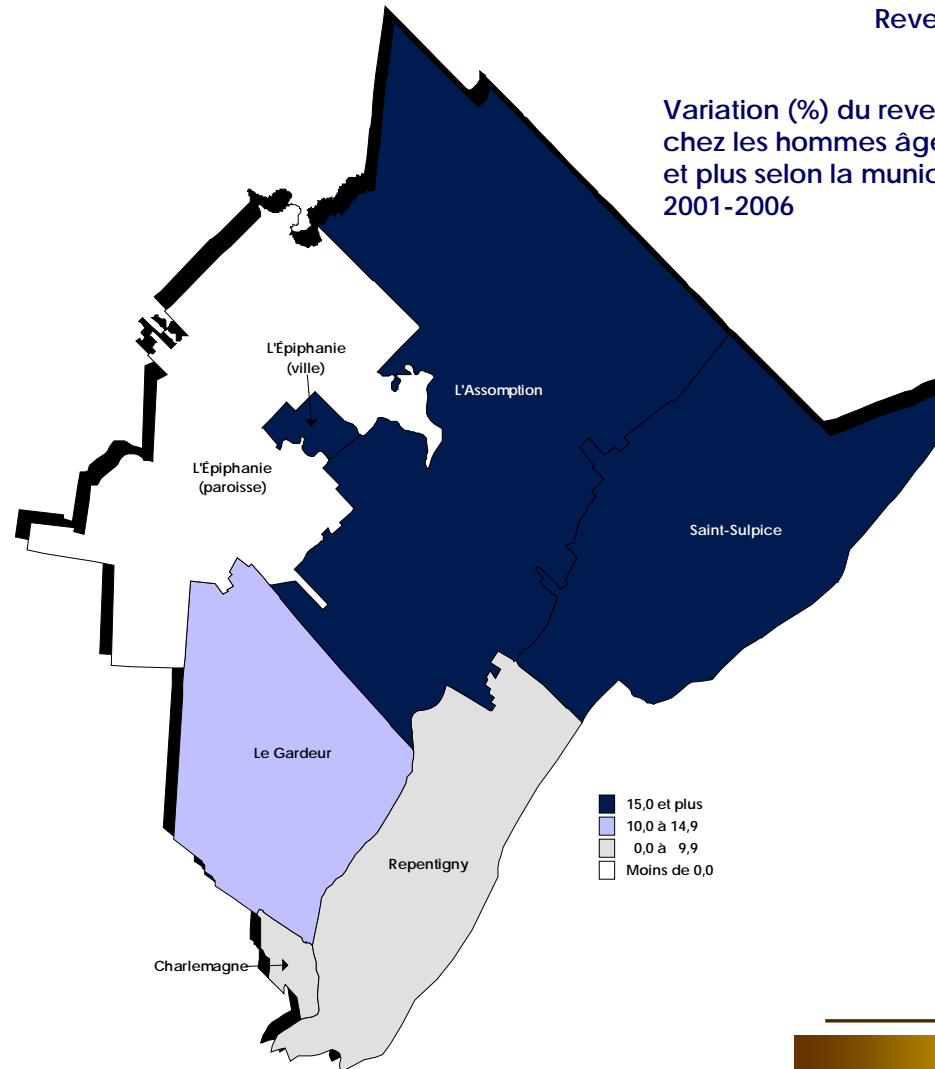 Reve
Variation (%) du reve
chez les hommes âgé
et plus selon la munic
2001-2006
L'Épiphanie
(ville)
L'Assomption
L'Épiphanie
(paroisse)
Saint-Sulpice
Le Gardeur
15,0 et plus
10,0 à 14,9
0,0 à 9,9
Moins de 0,0
Repentigny
Charlemagne